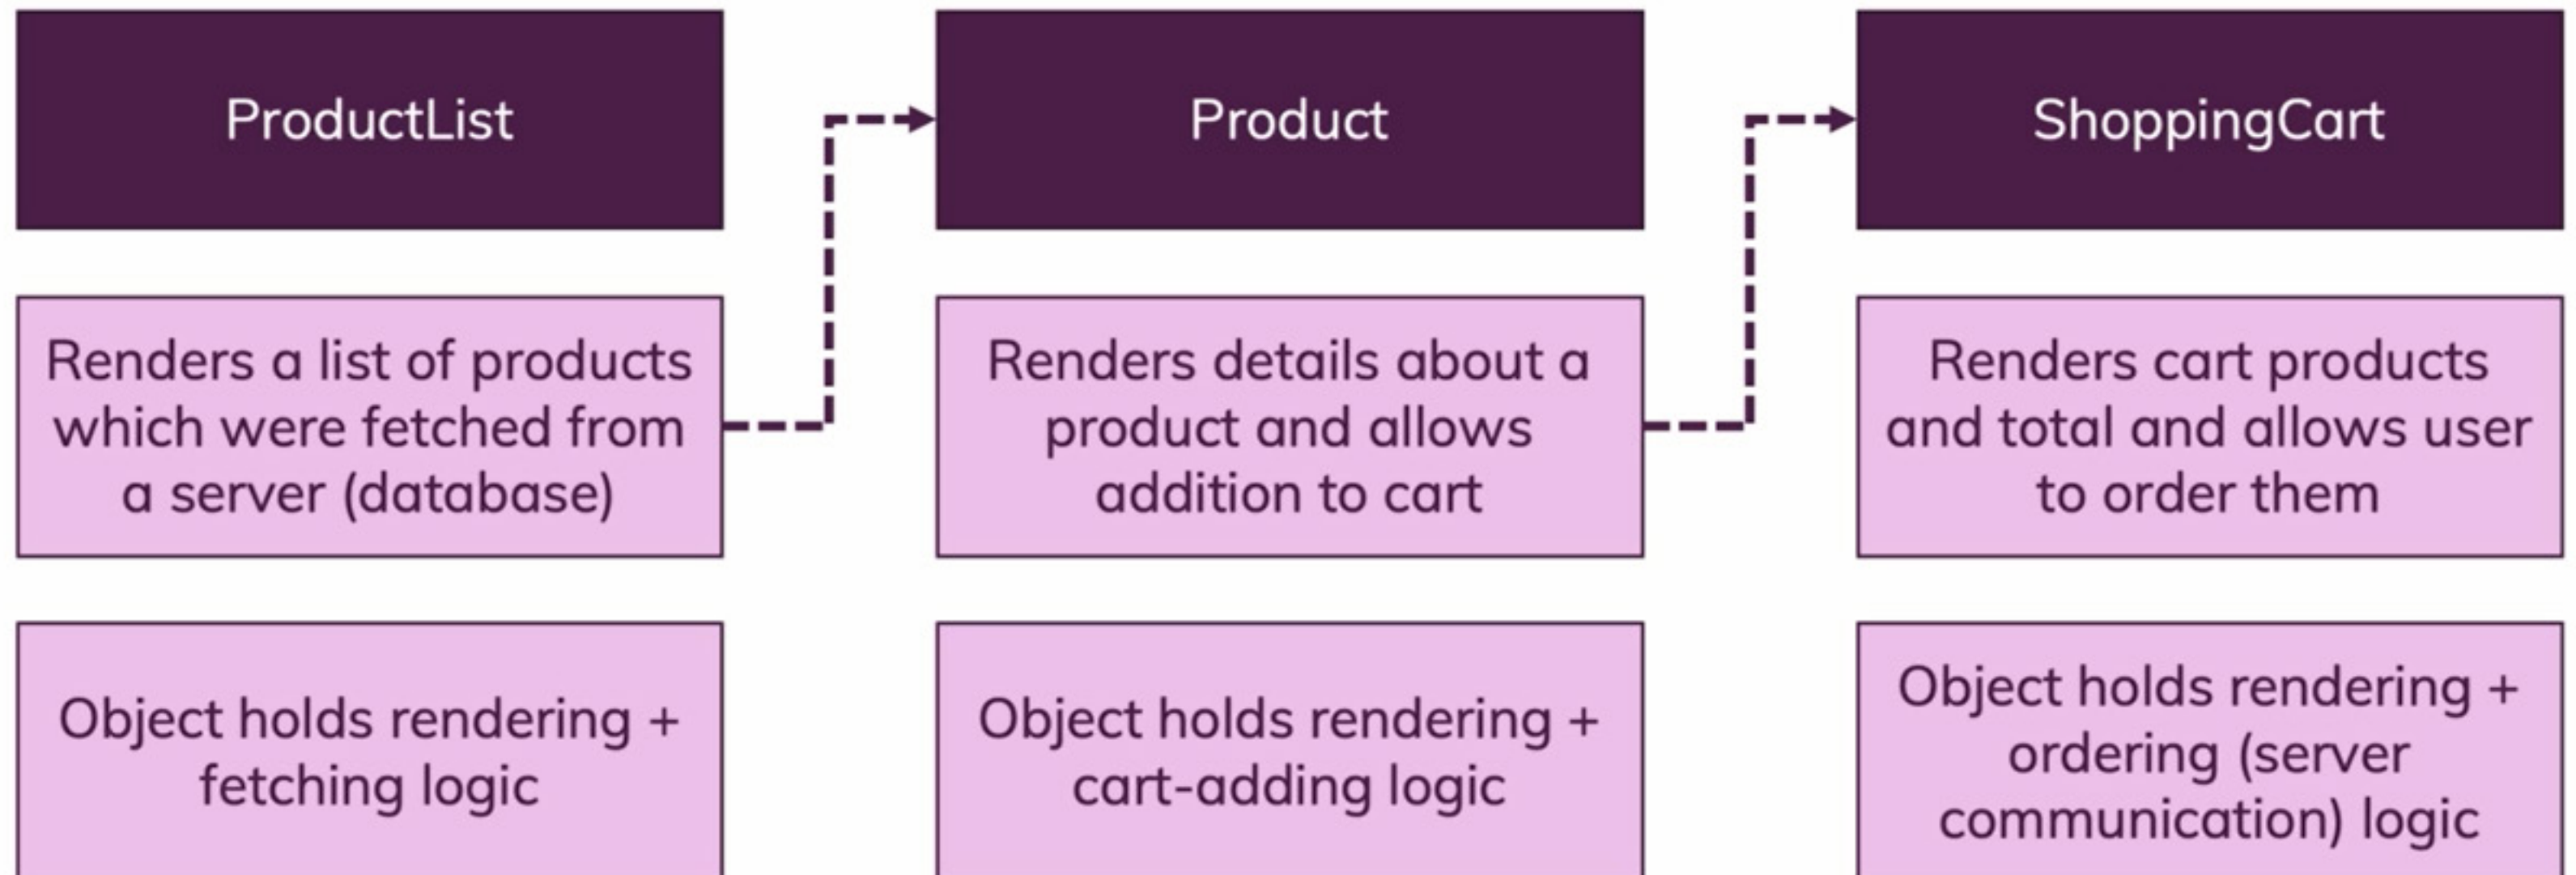 ProductList
Product
ShoppingCart
Renders a list of products
which were fetched from
a server (database)
Renders details about a
product and allows
addition to cart
Renders cart products
and total and allows user
to order them
Object holds rendering +
fetching logic
Object holds rendering +
cart-adding logic
Object holds rendering +
ordering (server
communication) logic